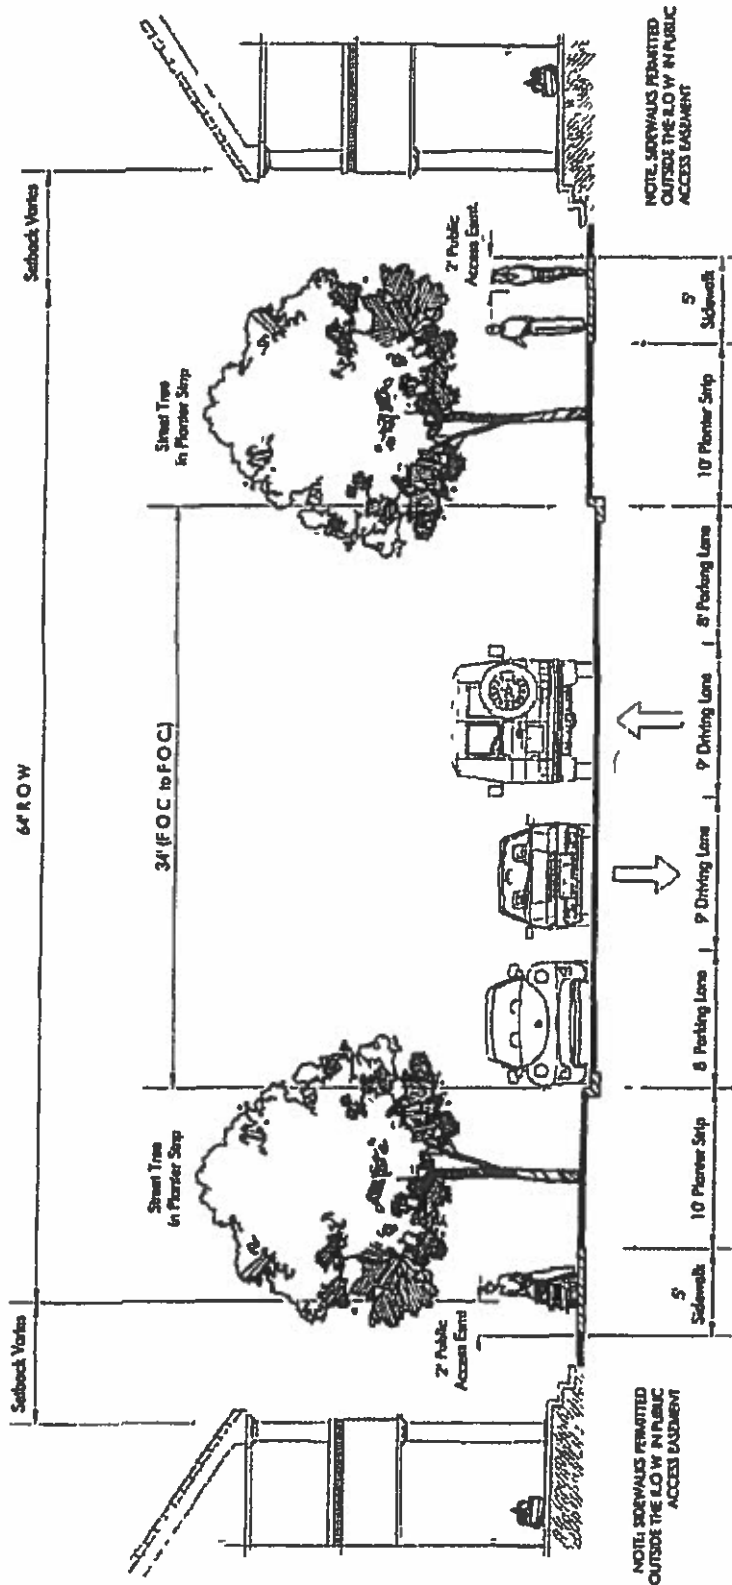 64' R O W
Setback Varies
Setback Varies
34' (F O C to F O C)
Street Tree
In Planter Strip
Street Tree
In Planter Strip
2' Public
Access Esmt
2' Public
Access Esmt.
5'
Sidewalk
10' Planter Strip
8 Parking Lane
9' Driving Lane
9' Driving Lane
8' Parking Lane
10' Planter Strip
5'
Sidewalk
NOTE: SIDEWALKS PERMITTED
OUTSIDE THE R.O W IN PUBLIC
ACCESS EASEMENT
NOTE. SIDEWALKS PERMITTED
OUTSIDE THE R.O W IN PUBLIC
ACCESS EASEMENT